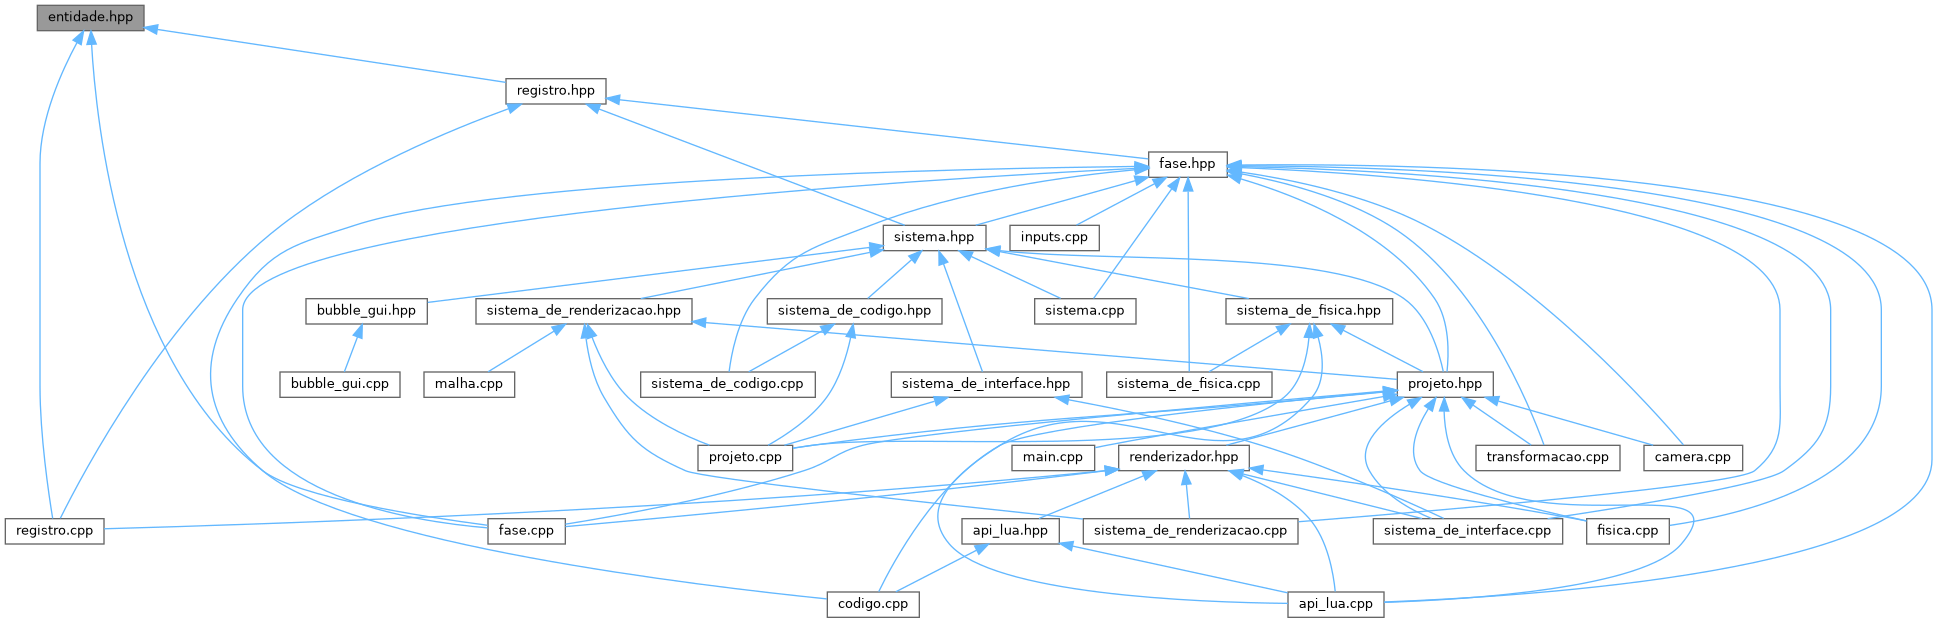 entidade.hpp
registro.hpp
fase.hpp
sistema.hpp
inputs.cpp
bubble_gui.hpp
sistema_de_renderizacao.hpp
sistema_de_codigo.hpp
sistema.cpp
sistema_de_fisica.hpp
bubble_gui.cpp
malha.cpp
sistema_de_codigo.cpp
sistema_de_interface.hpp
sistema_de_fisica.cpp
projeto.hpp
projeto.cpp
main.cpp
renderizador.hpp
transformacao.cpp
camera.cpp
registro.cpp
fase.cpp
api_lua.hpp
sistema_de_renderizacao.cpp
sistema_de_interface.cpp
fisica.cpp
codigo.cpp
api_lua.cpp